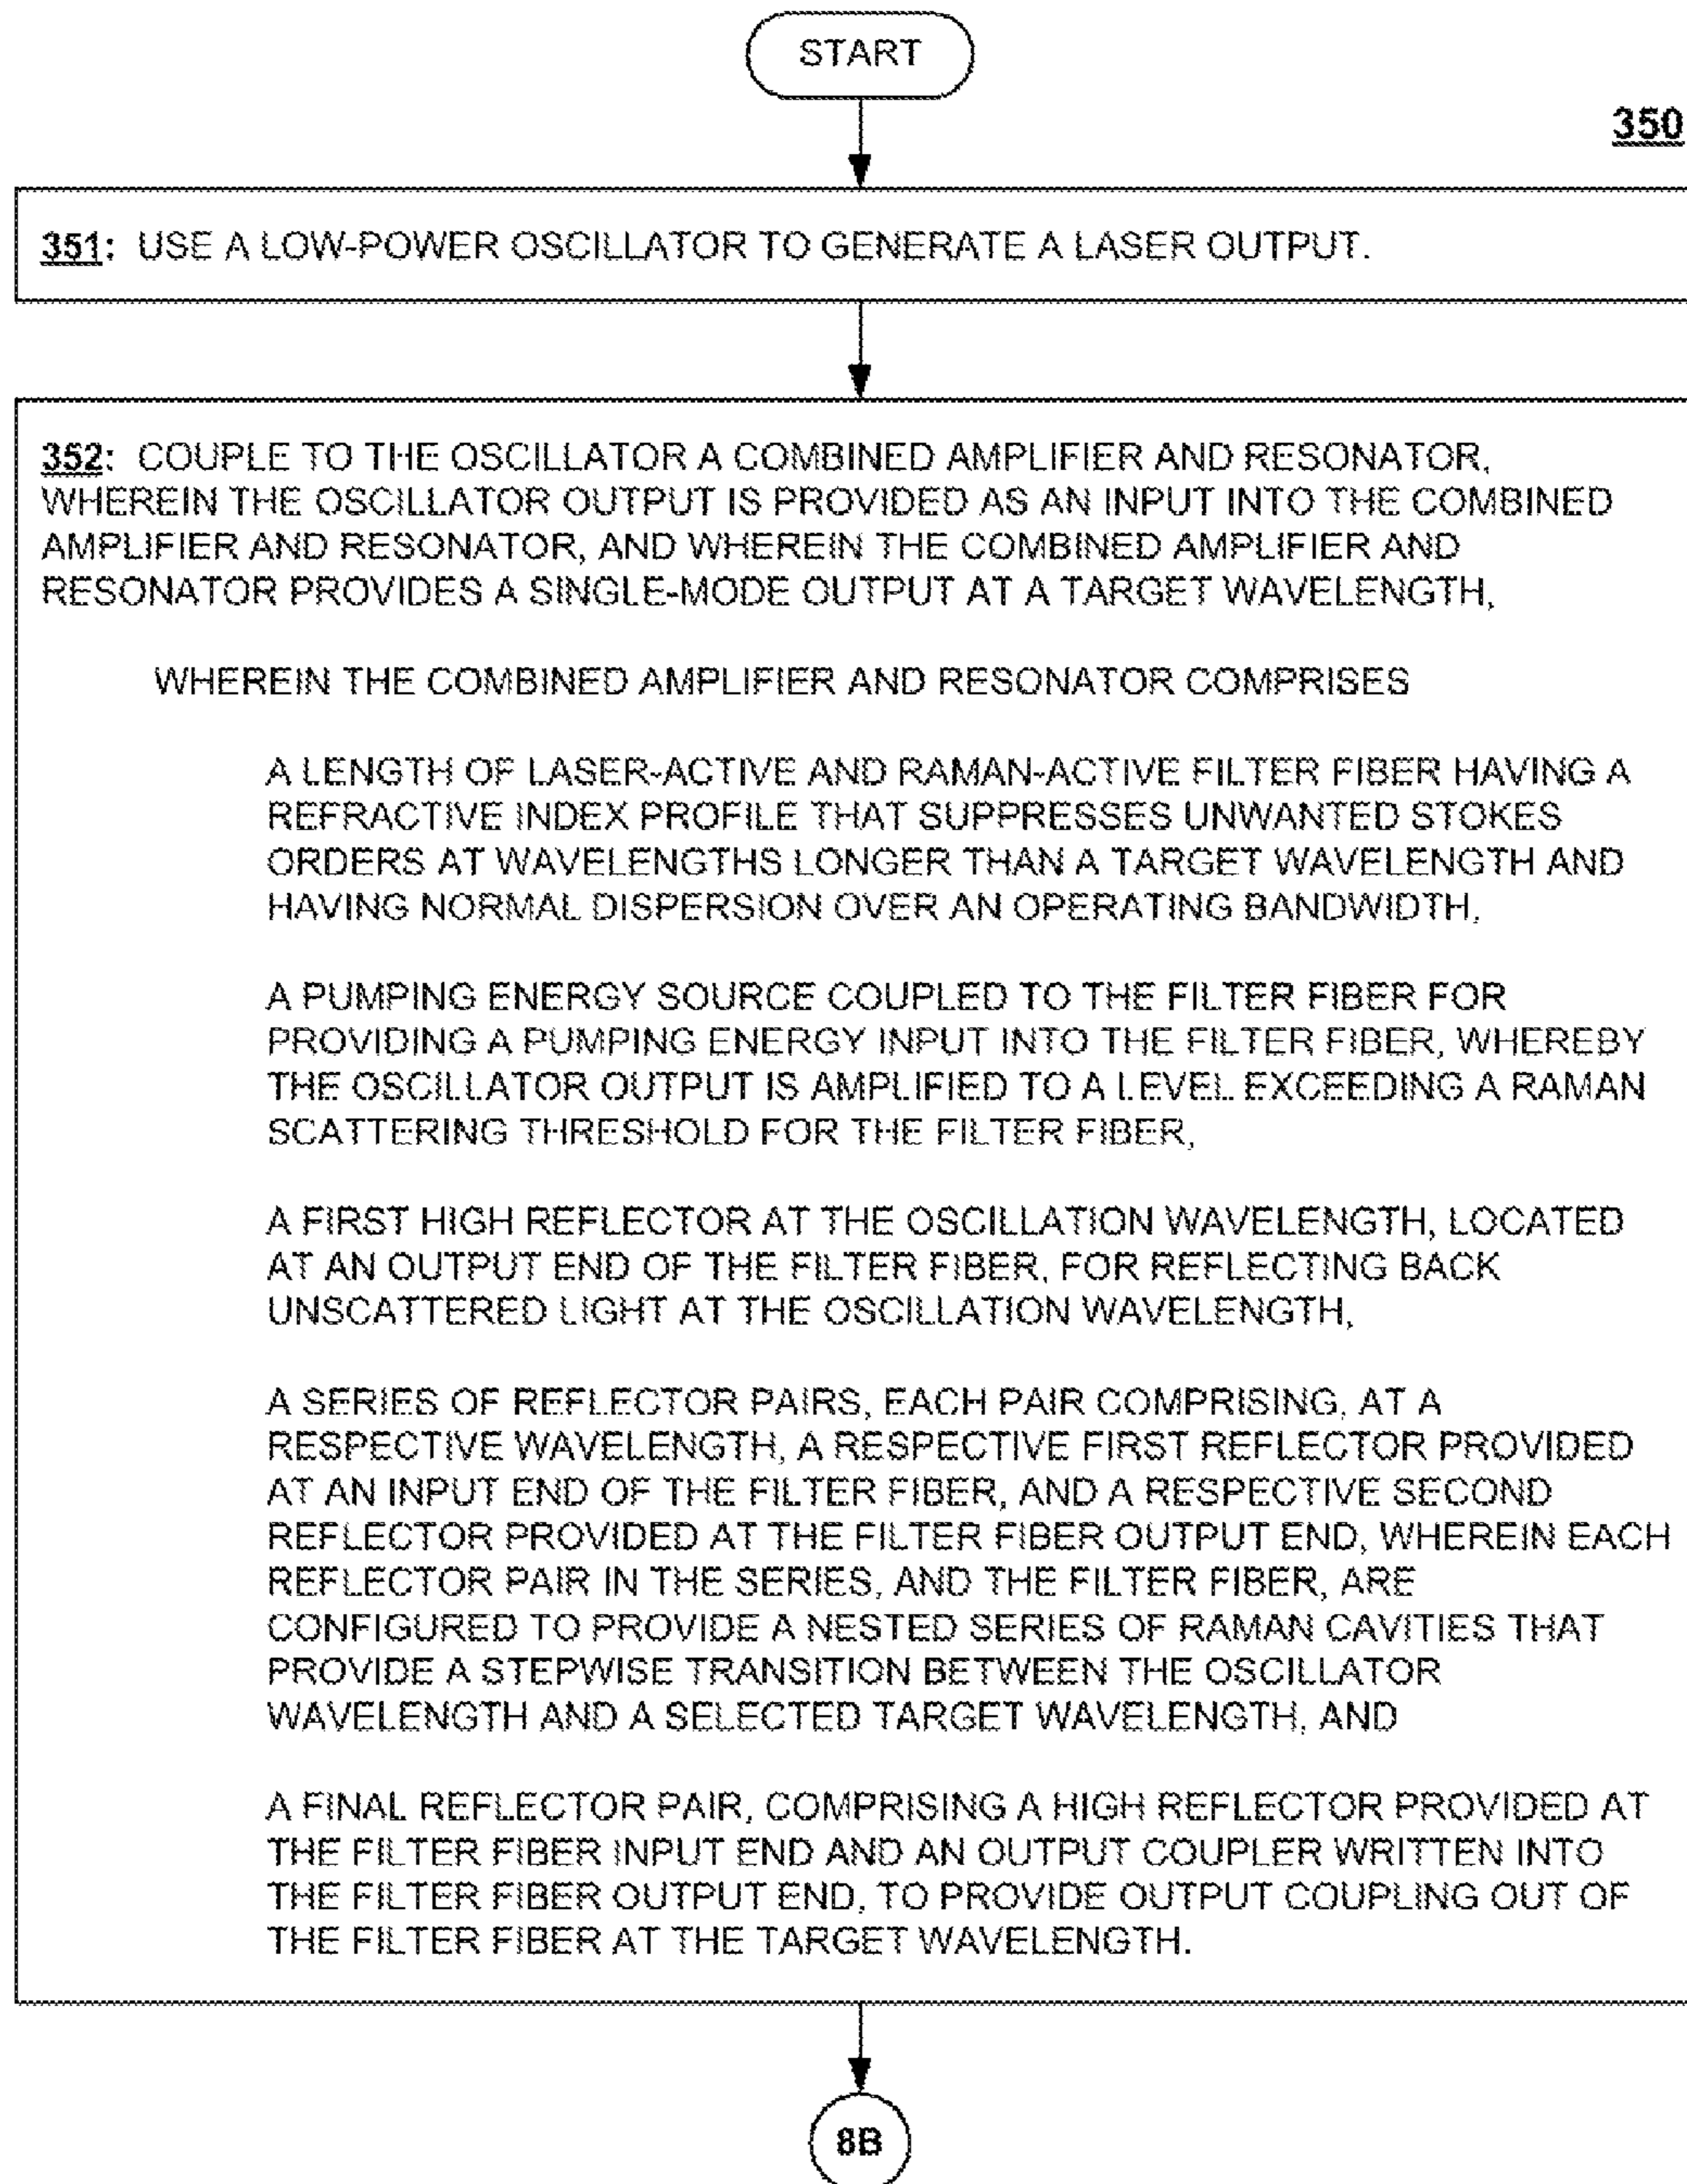 START
350
351: USE A LOW-POWER OSCILLATOR TO GENERATE A LASER OUTPUT.
352: COUPLE TO THE OSCILLATOR A COMBINED AMPLIFIER AND RESONATOR,
WHEREIN THE OSCILLATOR OUTPUT IS PROVIDED AS AN INPUT INTO THE COMBINED
AMPLIFIER AND RESONATOR, AND WHEREIN THE COMBINED AMPLIFIER AND
RESONATOR PROVIDES A SINGLE-MODE OUTPUT AT A TARGET WAVELENGTH,
WHEREIN THE COMBINED AMPLIFIER AND RESONATOR COMPRISES
A LENGTH OF LASER-ACTIVE AND RAMAN-ACTIVE FILTER FIBER HAVING A
REFRACTIVE INDEX PROFILE THAT SUPPRESSES UNWANTED STOKES
ORDERS AT WAVELENGTHS LONGER THAN A TARGET WAVELENGTH AND
HAVING NORMAL DISPERSION OVER AN OPERATING BANDWIDTH,
A PUMPING ENERGY SOURCE COUPLED TO THE FILTER FIBER FOR
PROVIDING A PUMPING ENERGY INPUT INTO THE FILTER FIBER, WHEREBY
THE OSCILLATOR OUTPUT IS AMPLIFIED TO A LEVEL EXCEEDING A RAMAN
SCATTERING THRESHOLD FOR THE FILTER FIBER,
A FIRST HIGH REFLECTOR AT THE OSCILLATION WAVELENGTH, LOCATED
AT AN OUTPUT END OF THE FILTER FIBER, FOR REFLECTING BACK
UNSCATTERED LIGHT AT THE OSCILLATION WAVELENGTH,
A SERIES OF REFLECTOR PAIRS, EACH PAIR COMPRISING, AT A
RESPECTIVE WAVELENGTH, A RESPECTIVE FIRST REFLECTOR PROVIDED
AT AN INPUT END OF THE FILTER FIBER, AND A RESPECTIVE SECOND
REFLECTOR PROVIDED AT THE FILTER FIBER OUTPUT END, WHEREIN EACH
REFLECTOR PAIR IN THE SERIES, AND THE FILTER FIBER, ARE
CONFIGURED TO PROVIDE A NESTED SERIES OF RAMAN CAVITIES THAT
PROVIDE A STEPWISE TRANSITION BETWEEN THE OSCILLATOR
WAVELENGTH AND A SELECTED TARGET WAVELENGTH, AND
A FINAL REFLECTOR PAIR, COMPRISING A HIGH REFLECTOR PROVIDED AT
THE FILTER FIBER INPUT END AND AN OUTPUT COUPLER WRITTEN INTO
THE FILTER FIBER OUTPUT END, TO PROVIDE OUTPUT COUPLING OUT OF
THE FILTER FIBER AT THE TARGET WAVELENGTH.
8B